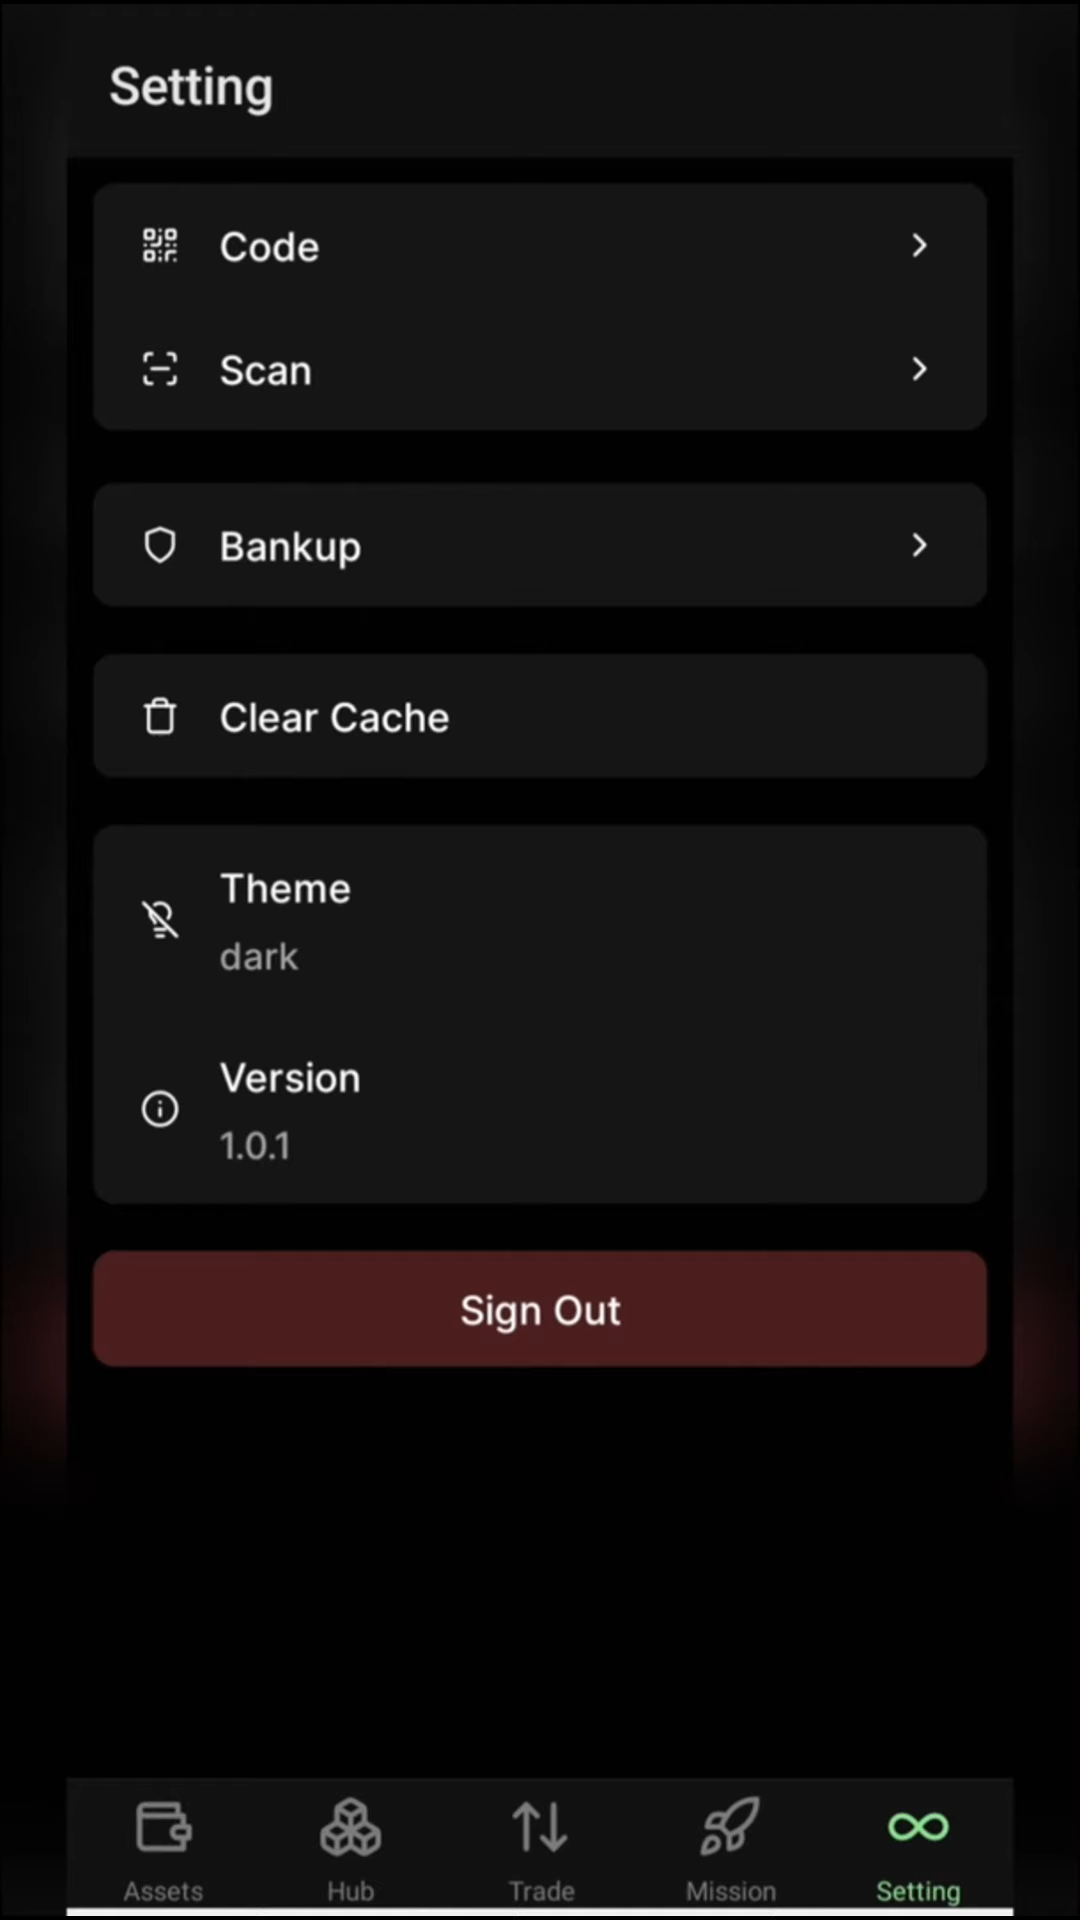 Setting
Code
Scan
Bankup
Clear Cache
Theme
dark
Version
1.0.1
Sign Out
Assets
Hub
Trade
Mission
Setting